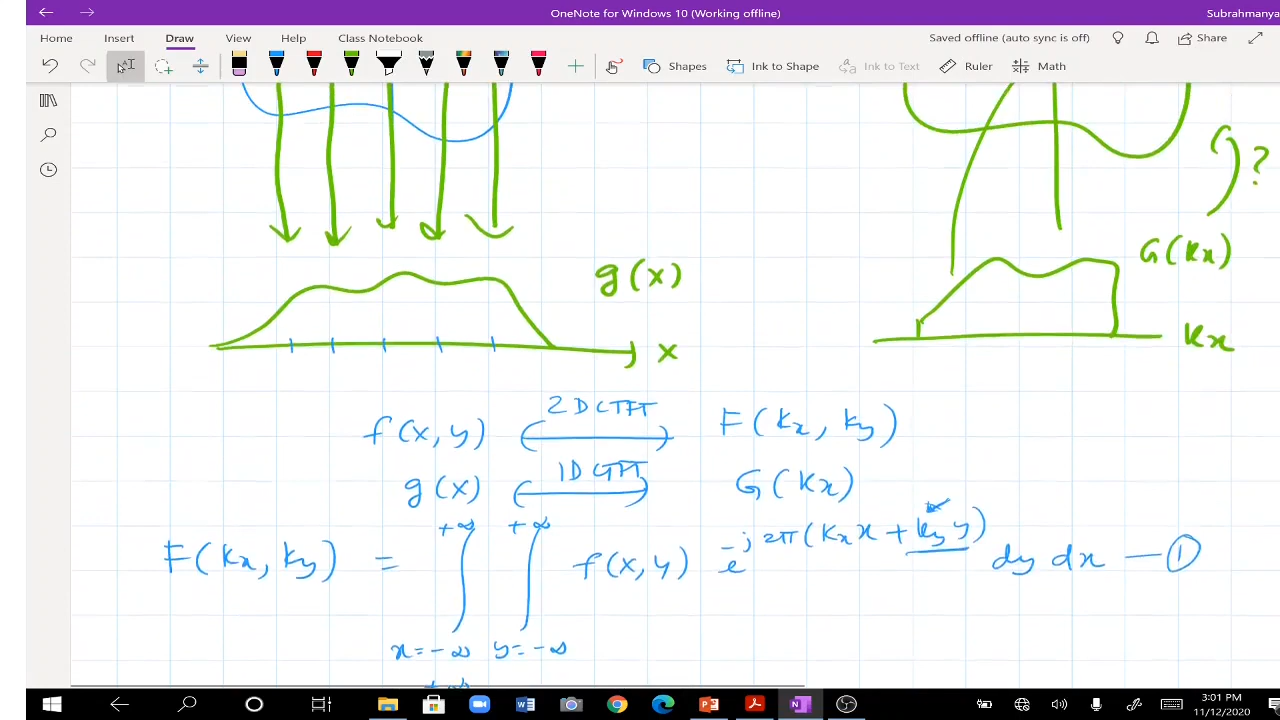 OneNote for Windows 10 (Working offline)
Subrahmanya
Home Insert Draw View Help Class Notebook
Saved offline (auto sync is off) Share
Shapes Ink to Shape Ink to Text Ruler Math
?
g(x)
G(kx)
x
kx
f(x,y) 2D CTFT F(kx, ky)
g(x) 1D CTFT G(kx)
F(kx, ky) = ∫_{x=-∞}^{+∞} ∫_{y=-∞}^{+∞} f(x,y) e^{-j2π(kxx + kyy)} dy dx — ①
+∞
3:01 PM
11/12/2020